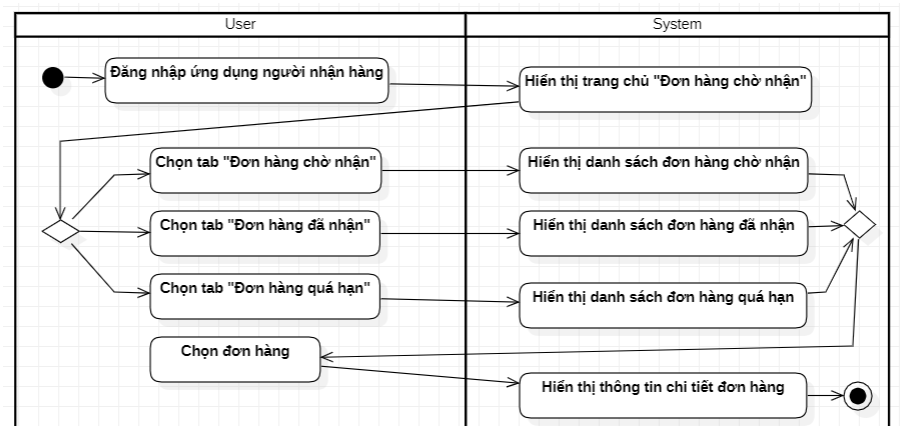 User
System
Đăng nhập ứng dụng người nhận hàng
Hiển thị trang chủ "Đơn hàng chờ nhận"
Chọn tab "Đơn hàng chờ nhận"
Hiển thị danh sách đơn hàng chờ nhận
Chọn tab "Đơn hàng đã nhận"
Hiển thị danh sách đơn hàng đã nhận
Chọn tab "Đơn hàng quá hạn"
Hiển thị danh sách đơn hàng quá hạn
Chọn đơn hàng
Hiển thị thông tin chi tiết đơn hàng